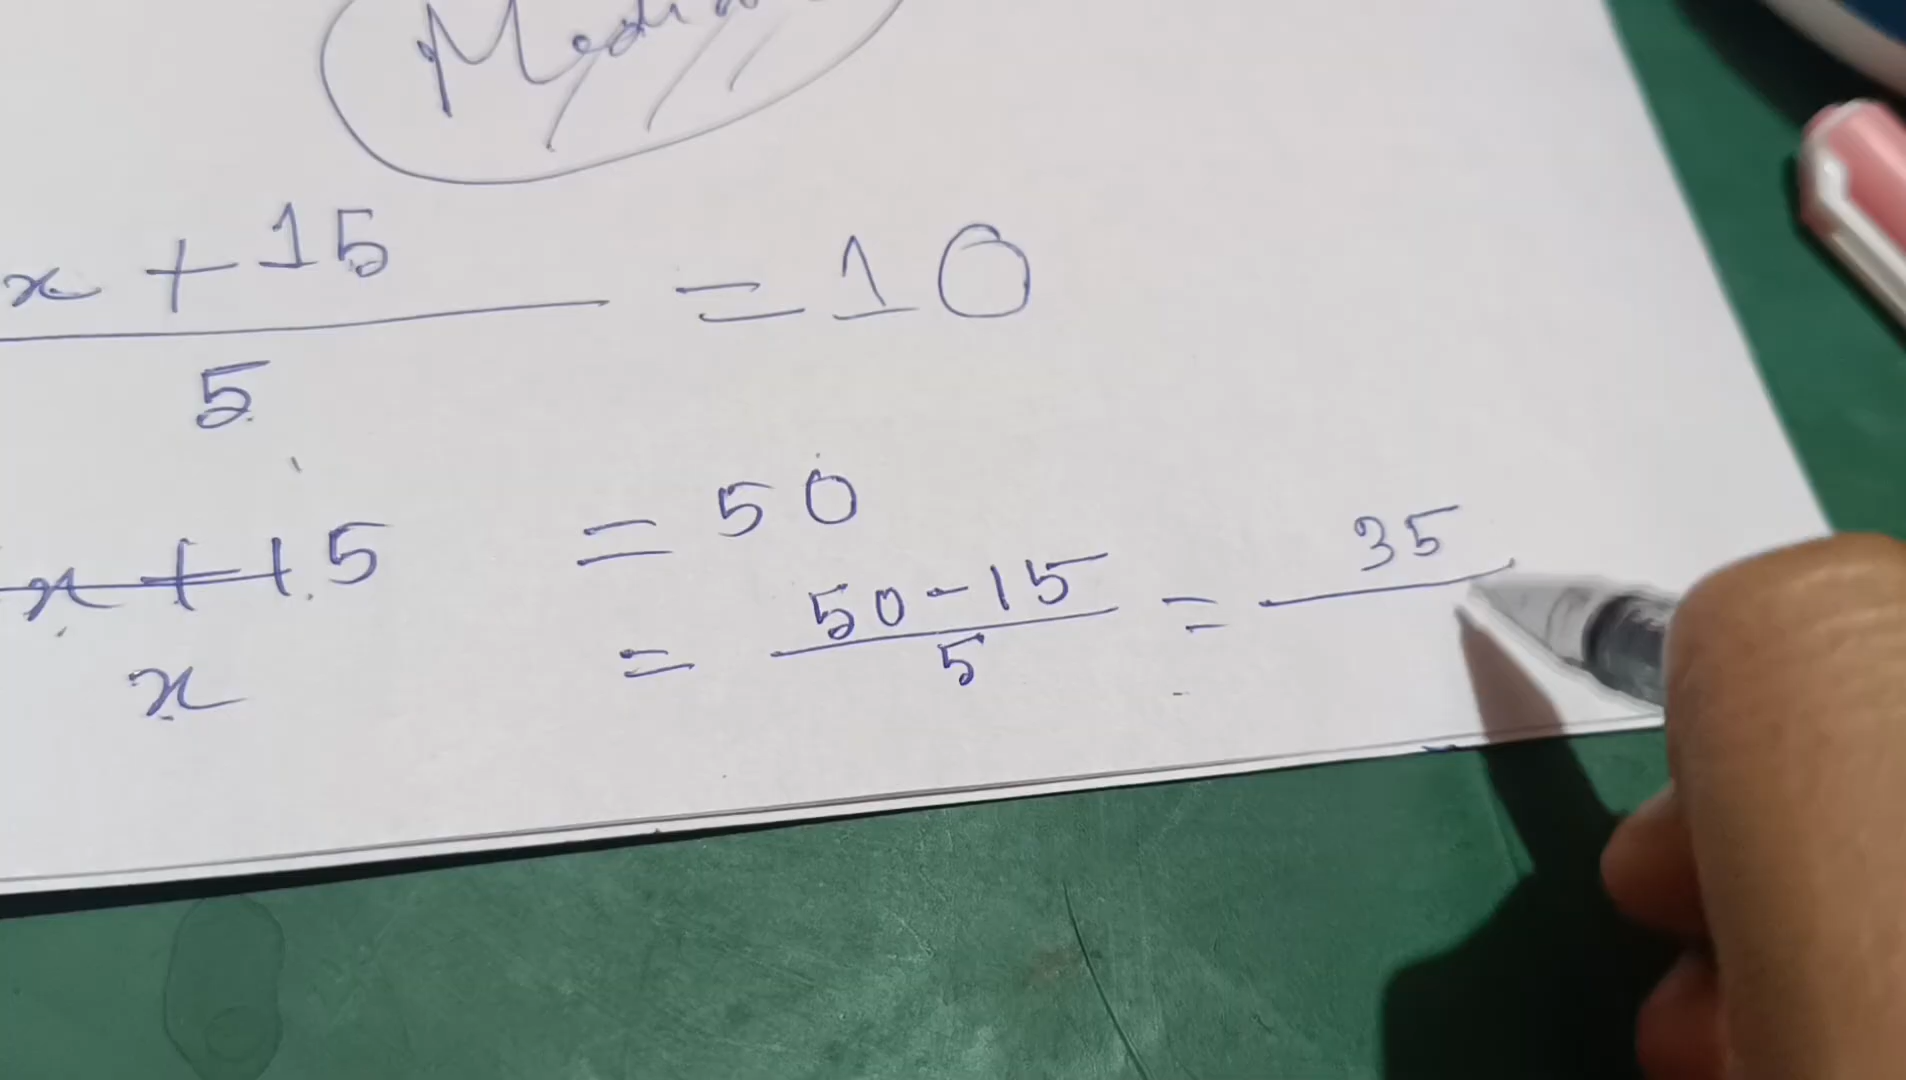 x + 15 = 10
5
x + 15 = 50
x = 50 - 15 = 35
5